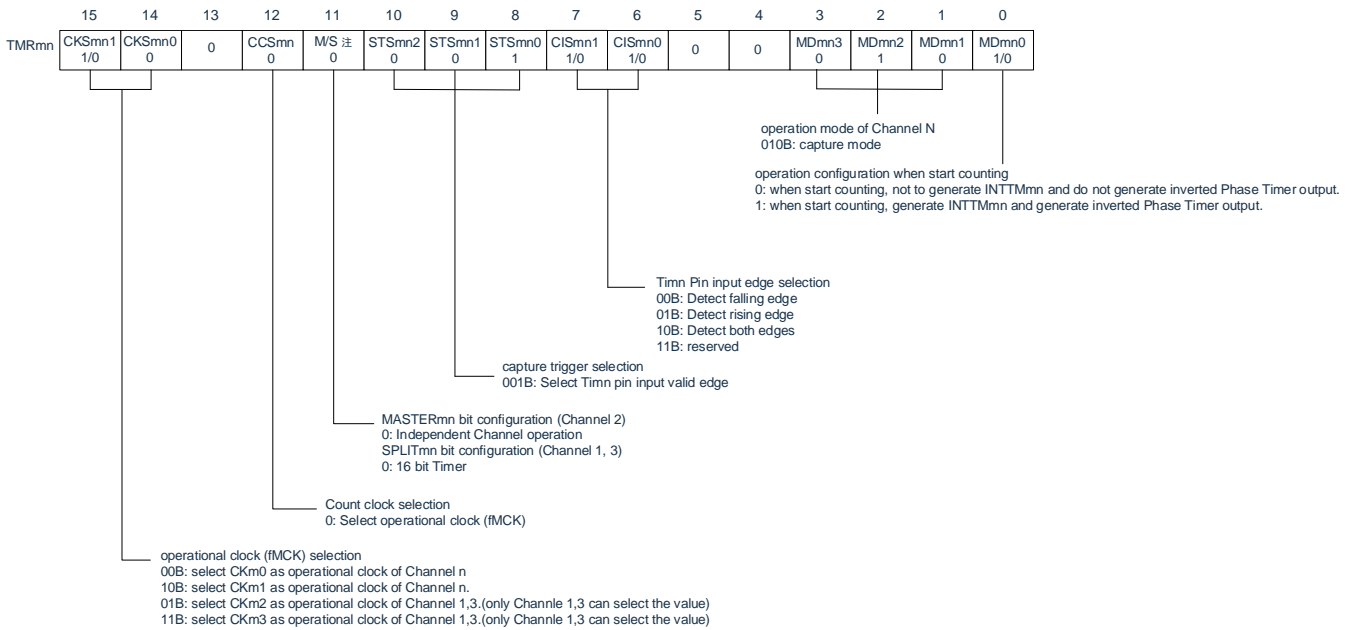 15 14 13 12 11 10 9 8 7 6 5 4 3 2 1 0
TMRmn CKSmn1 CKSmn0 0 CCSmn M/S 注 STSmn2 STSmn1 STSmn0 CISmn1 CISmn0 0 0 MDmn3 MDmn2 MDmn1 MDmn0
1/0 0 0 0 0 0 1 1/0 1/0 0 1 0 1/0
operation mode of Channel N
010B: capture mode
operation configuration when start counting
0: when start counting, not to generate INTTMmn and do not generate inverted Phase Timer output.
1: when start counting, generate INTTMmn and generate inverted Phase Timer output.
Timn Pin input edge selection
00B: Detect falling edge
01B: Detect rising edge
10B: Detect both edges
11B: reserved
capture trigger selection
001B: Select Timn pin input valid edge
MASTERmn bit configuration (Channel 2)
0: Independent Channel operation
SPLITmn bit configuration (Channel 1, 3)
0: 16 bit Timer
Count clock selection
0: Select operational clock (fMCK)
operational clock (fMCK) selection
00B: select CKm0 as operational clock of Channel n
10B: select CKm1 as operational clock of Channel n.
01B: select CKm2 as operational clock of Channel 1,3.(only Channle 1,3 can select the value)
11B: select CKm3 as operational clock of Channel 1,3.(only Channle 1,3 can select the value)